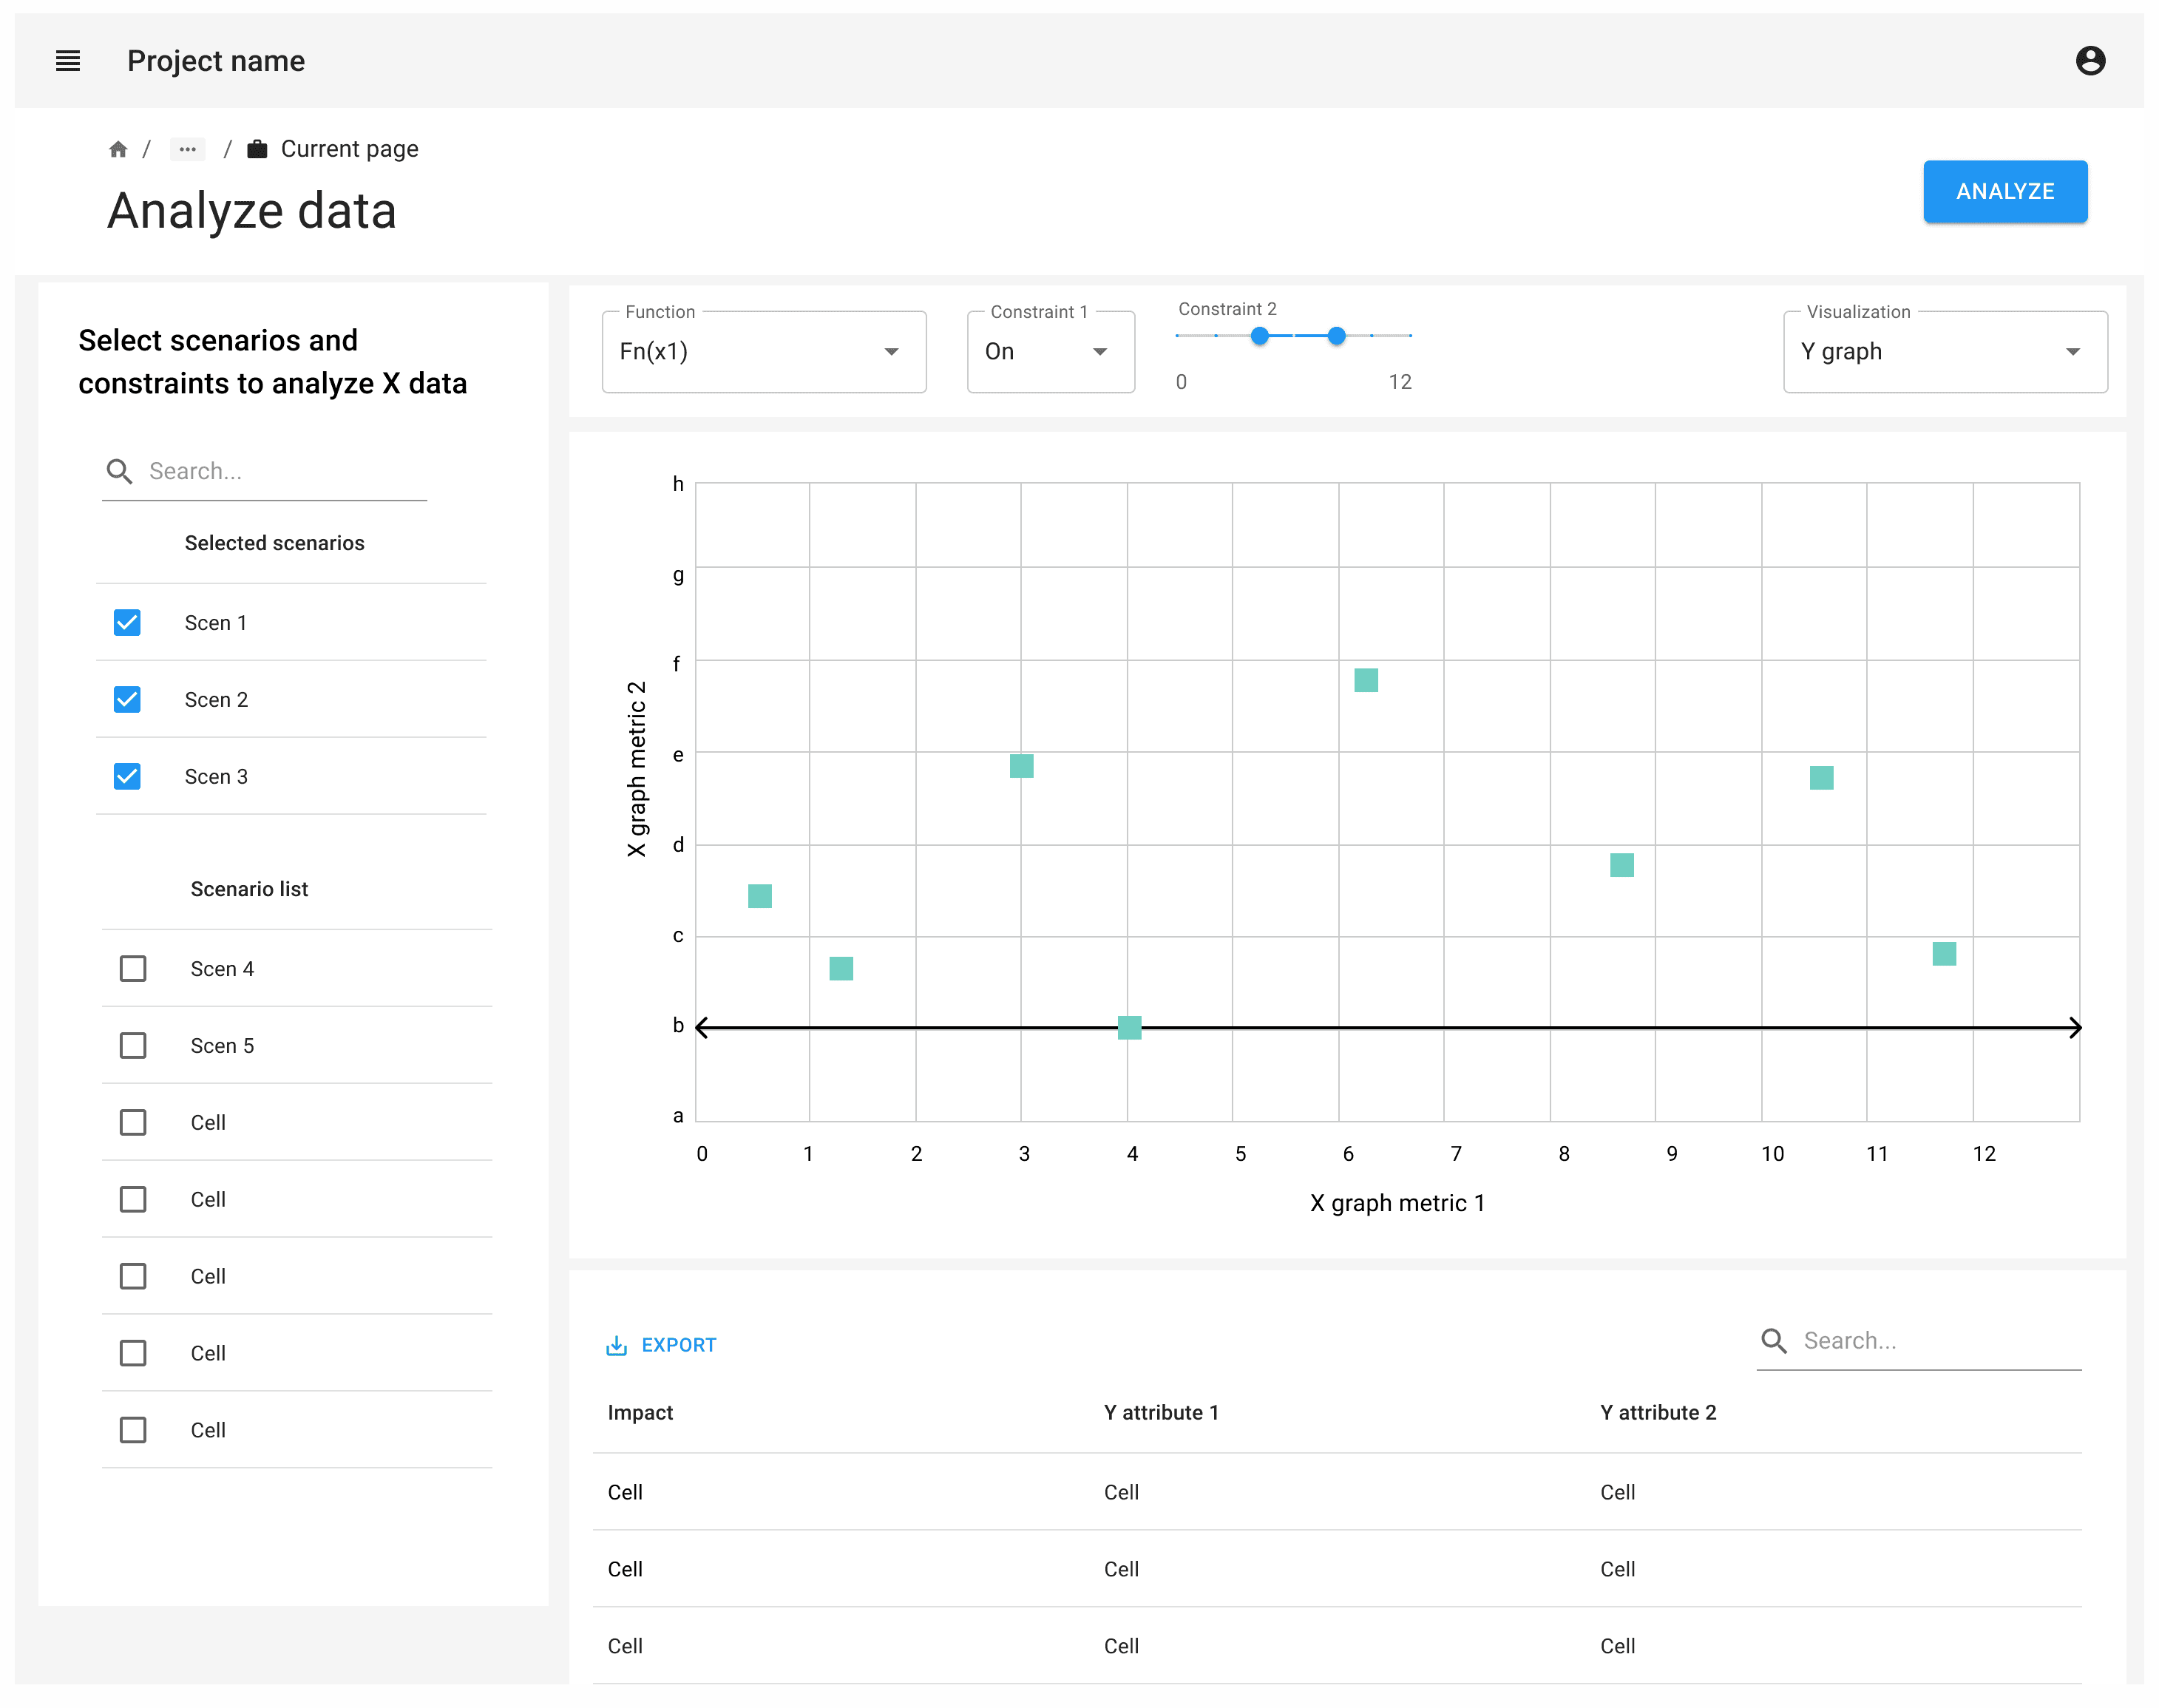 Project name
/ ... / Current page
Analyze data
ANALYZE
Select scenarios and
constraints to analyze X data
Search...
Selected scenarios
Scen 1
Scen 2
Scen 3
Scenario list
Scen 4
Scen 5
Cell
Cell
Cell
Cell
Cell
Function
Fn(x1)
Constraint 1
On
Constraint 2
0 12
Visualization
Y graph
X graph metric 2
h
g
f
e
d
c
b
a
0 1 2 3 4 5 6 7 8 9 10 11 12
X graph metric 1
EXPORT
Search...
Impact Y attribute 1 Y attribute 2
Cell Cell Cell
Cell Cell Cell
Cell Cell Cell